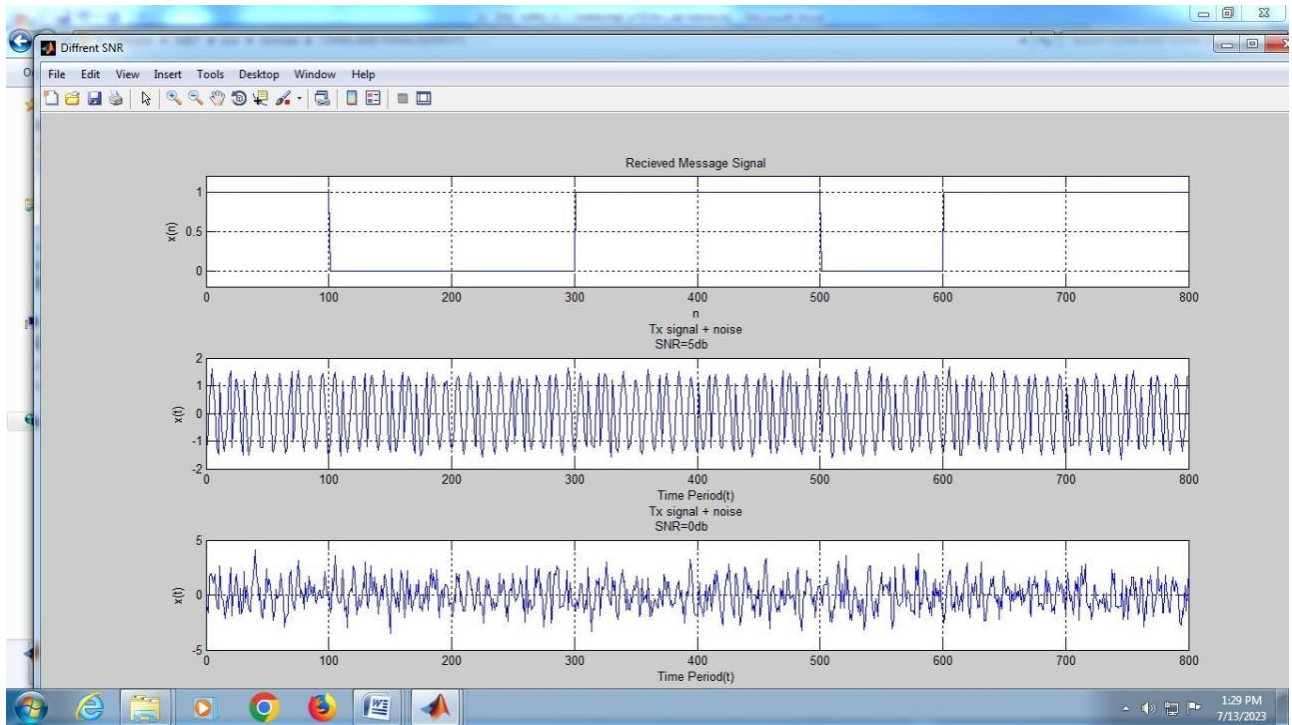 Diffrent SNR
File Edit View Insert Tools Desktop Window Help
Recieved Message Signal
1
0.5
0
x(n)
0 100 200 300 400 500 600 700 800
n
Tx signal + noise
SNR=5db
2
1
0
-1
-2
x(t)
0 100 200 300 400 500 600 700 800
Time Period(t)
Tx signal + noise
SNR=0db
5
0
-5
x(t)
0 100 200 300 400 500 600 700 800
Time Period(t)
1:29 PM
7/13/2023